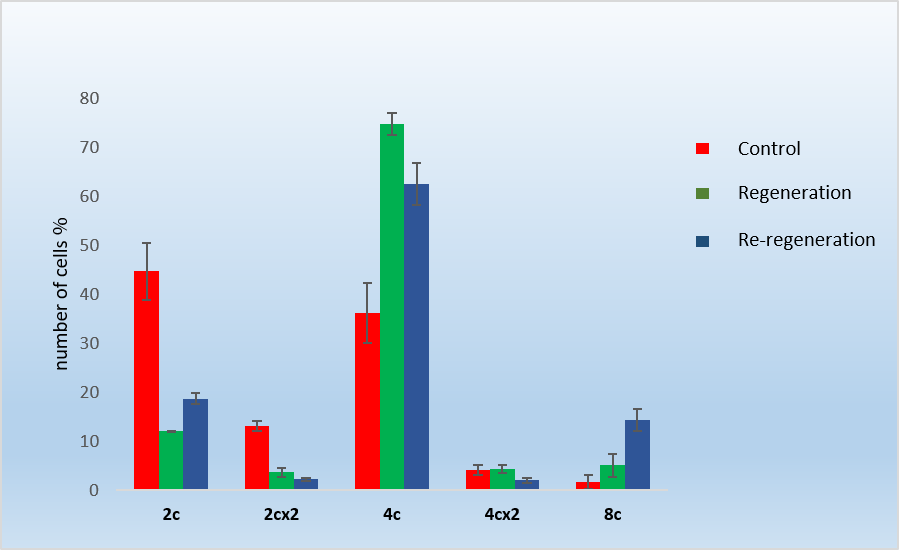 80
70
60
50
40
30
20
10
0
number of cells %
2c
2cx2
4c
4cx2
8c
Control
Regeneration
Re-regeneration